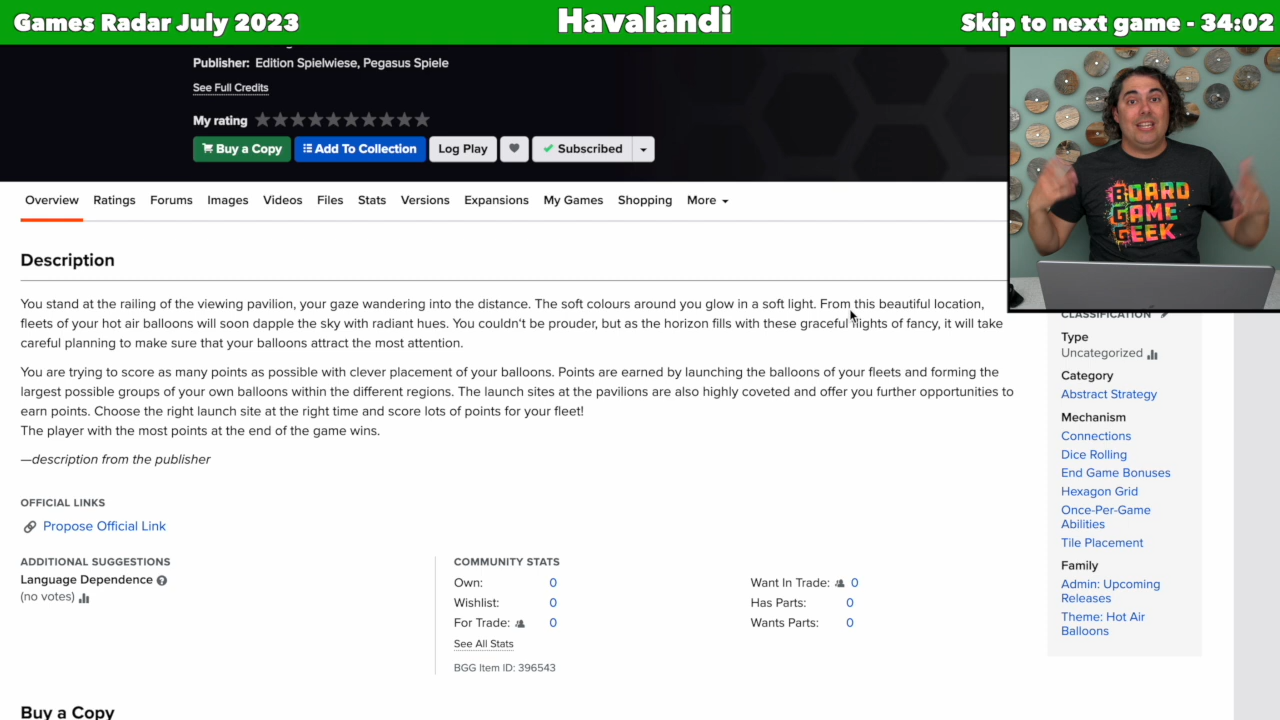 Games Radar July 2023
Havalandi
Skip to next game - 34:02
Publisher: Edition Spielwiese, Pegasus Spiele
See Full Credits
My rating
Buy a Copy
Add To Collection
Log Play
Subscribed
Overview Ratings Forums Images Videos Files Stats Versions Expansions My Games Shopping More
BOARD
GAME
GEEK
Description
You stand at the railing of the viewing pavilion, your gaze wandering into the distance. The soft colours around you glow in a soft light. From this beautiful location,
fleets of your hot air balloons will soon dapple the sky with radiant hues. You couldn't be prouder, but as the horizon fills with these graceful flights of fancy, it will take
careful planning to make sure that your balloons attract the most attention.
You are trying to score as many points as possible with clever placement of your balloons. Points are earned by launching the balloons of your fleets and forming the
largest possible groups of your own balloons within the different regions. The launch sites at the pavilions are also highly coveted and offer you further opportunities to
earn points. Choose the right launch site at the right time and score lots of points for your fleet!
The player with the most points at the end of the game wins.
—description from the publisher
OFFICIAL LINKS
Propose Official Link
ADDITIONAL SUGGESTIONS
Language Dependence
(no votes)
COMMUNITY STATS
Own: 0
Wishlist: 0
For Trade: 0
See All Stats
BGG Item ID: 396543
Want In Trade: 0
Has Parts: 0
Wants Parts: 0
CLASSIFICATION
Type
Uncategorized
Category
Abstract Strategy
Mechanism
Connections
Dice Rolling
End Game Bonuses
Hexagon Grid
Once-Per-Game
Abilities
Tile Placement
Family
Admin: Upcoming
Releases
Theme: Hot Air
Balloons
Buy a Copy